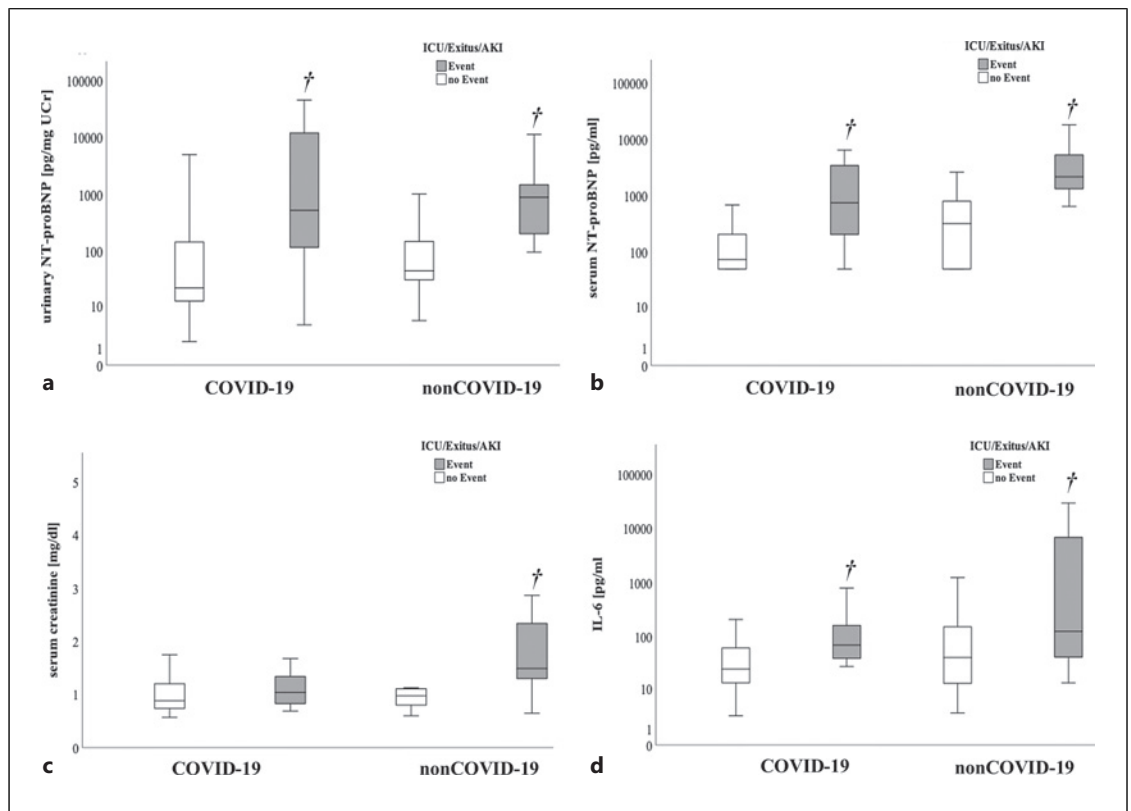 ICU/Exitus/AKI
Event
no Event
†
†
urinary NT-proBNP [pg/mg UCr]
100000
10000
1000
100
10
1
0
COVID-19
nonCOVID-19
a
ICU/Exitus/AKI
Event
no Event
†
†
serum NT-proBNP [pg/ml]
100000
10000
1000
100
10
1
0
COVID-19
nonCOVID-19
b
ICU/Exitus/AKI
Event
no Event
†
serum creatinine [mg/dl]
5
4
3
2
1
0
COVID-19
nonCOVID-19
c
ICU/Exitus/AKI
Event
no Event
†
†
IL-6 [pg/ml
100000
10000
1000
100
10
1
0
COVID-19
nonCOVID-19
d